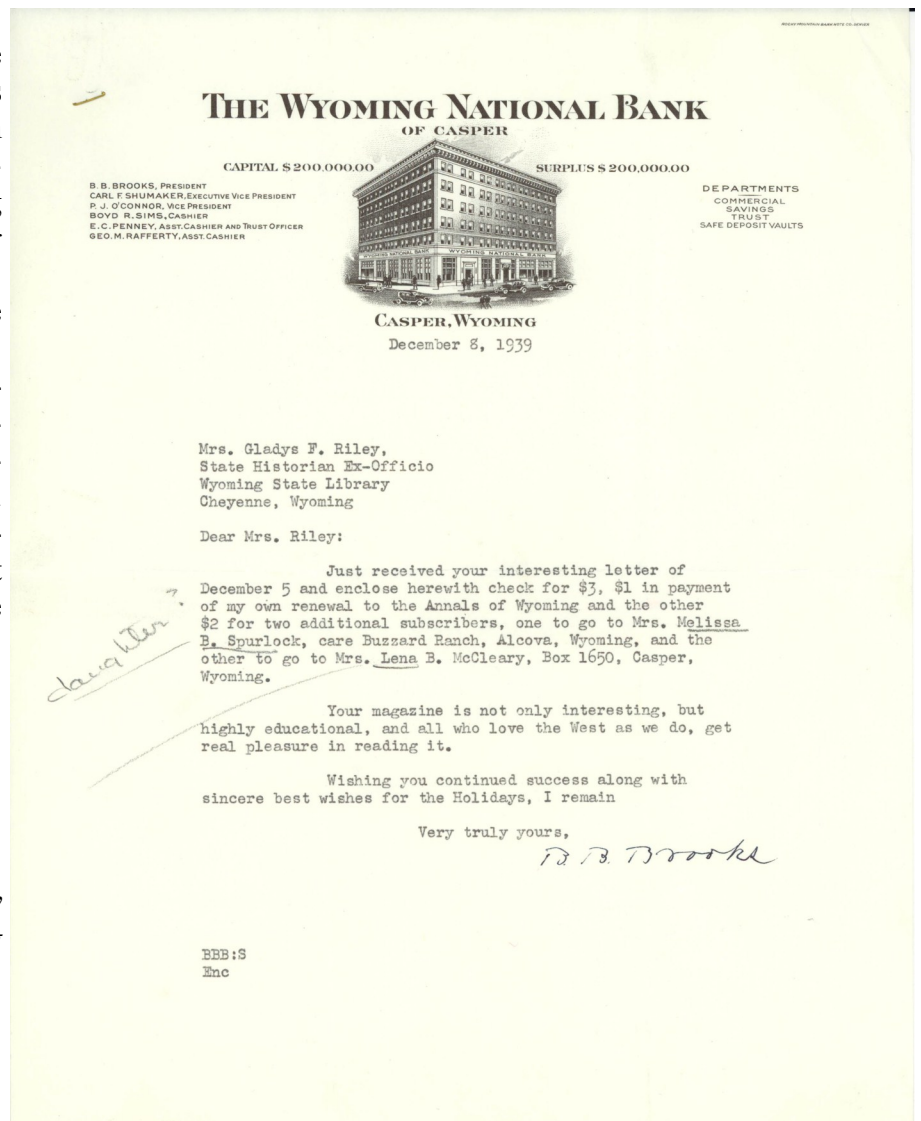 THE WYOMING NATIONAL BANK
OF CASPER
CAPITAL $200,000.00
SURPLUS $200,000.00
B. B. BROOKS, PRESIDENT
CARL F. SHUMAKER, EXECUTIVE VICE PRESIDENT
P. J. O'CONNOR, VICE PRESIDENT
BOYD R. SIMS, CASHIER
E. C. PENNEY, ASST. CASHIER AND TRUST OFFICER
GEO. M. RAFFERTY, ASST. CASHIER
DEPARTMENTS
COMMERCIAL
SAVINGS
TRUST
SAFE DEPOSIT VAULTS
WYOMING NATIONAL BANK
WYOMING NATIONAL BANK
CASPER, WYOMING
December 8, 1939
Mrs. Gladys F. Riley,
State Historian Ex-Officio
Wyoming State Library
Cheyenne, Wyoming
Dear Mrs. Riley:
Just received your interesting letter of
December 5 and enclose herewith check for $3, $1 in payment
of my own renewal to the Annals of Wyoming and the other
$2 for two additional subscribers, one to go to Mrs. Melissa
B. Spurlock, care Buzzard Ranch, Alcova, Wyoming, and the
other to go to Mrs. Lena B. McCleary, Box 1650, Casper,
Wyoming.
daughter?
Your magazine is not only interesting, but
highly educational, and all who love the West as we do, get
real pleasure in reading it.
Wishing you continued success along with
sincere best wishes for the Holidays, I remain
Very truly yours,
B. B. Brooks
BBB:S
Enc